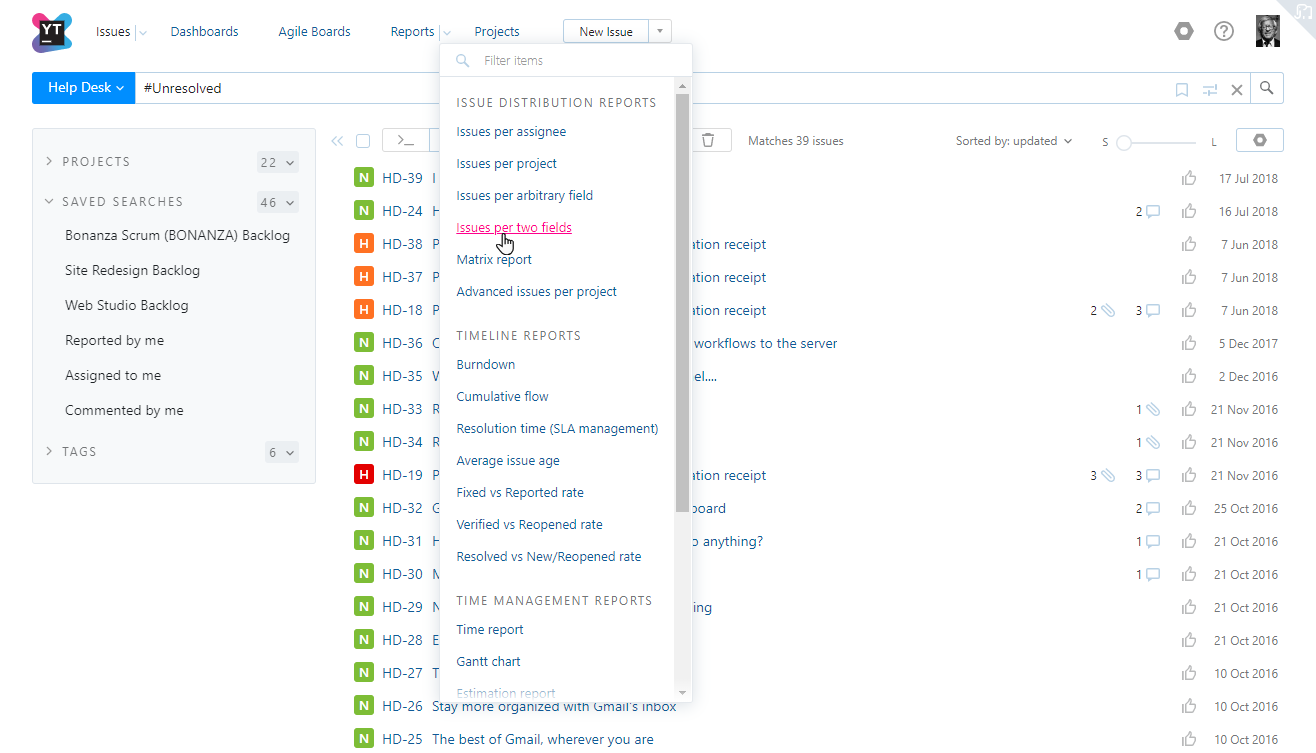 YT
Issues
Dashboards
Agile Boards
Reports
Projects
New Issue
Filter items
Help Desk
#Unresolved
ISSUE DISTRIBUTION REPORTS
Issues per assignee
Issues per project
Issues per arbitrary field
Issues per two fields
Matrix report
Advanced issues per project
TIMELINE REPORTS
Burndown
Cumulative flow
Resolution time (SLA management)
Average issue age
Fixed vs Reported rate
Verified vs Reopened rate
Resolved vs New/Reopened rate
TIME MANAGEMENT REPORTS
Time report
Gantt chart
Estimation report
PROJECTS 22
SAVED SEARCHES 46
Bonanza Scrum (BONANZA) Backlog
Site Redesign Backlog
Web Studio Backlog
Reported by me
Assigned to me
Commented by me
TAGS 6
Matches 39 issues
Sorted by: updated
S L
N HD-39 I 17 Jul 2018
N HD-24 H 2 16 Jul 2018
H HD-38 P ation receipt 7 Jun 2018
H HD-37 P ation receipt 7 Jun 2018
H HD-18 P ation receipt 2 3 7 Jun 2018
N HD-36 C workflows to the server 5 Dec 2017
N HD-35 W el.... 2 Dec 2016
N HD-33 R 1 21 Nov 2016
N HD-34 R 1 21 Nov 2016
H HD-19 P ation receipt 3 3 21 Nov 2016
N HD-32 G board 2 25 Oct 2016
N HD-31 H o anything? 1 21 Oct 2016
N HD-30 M 1 21 Oct 2016
N HD-29 N ing 21 Oct 2016
N HD-28 E 21 Oct 2016
N HD-27 T 10 Oct 2016
N HD-26 Stay more organized with Gmail's inbox 10 Oct 2016
N HD-25 The best of Gmail, wherever you are 10 Oct 2016